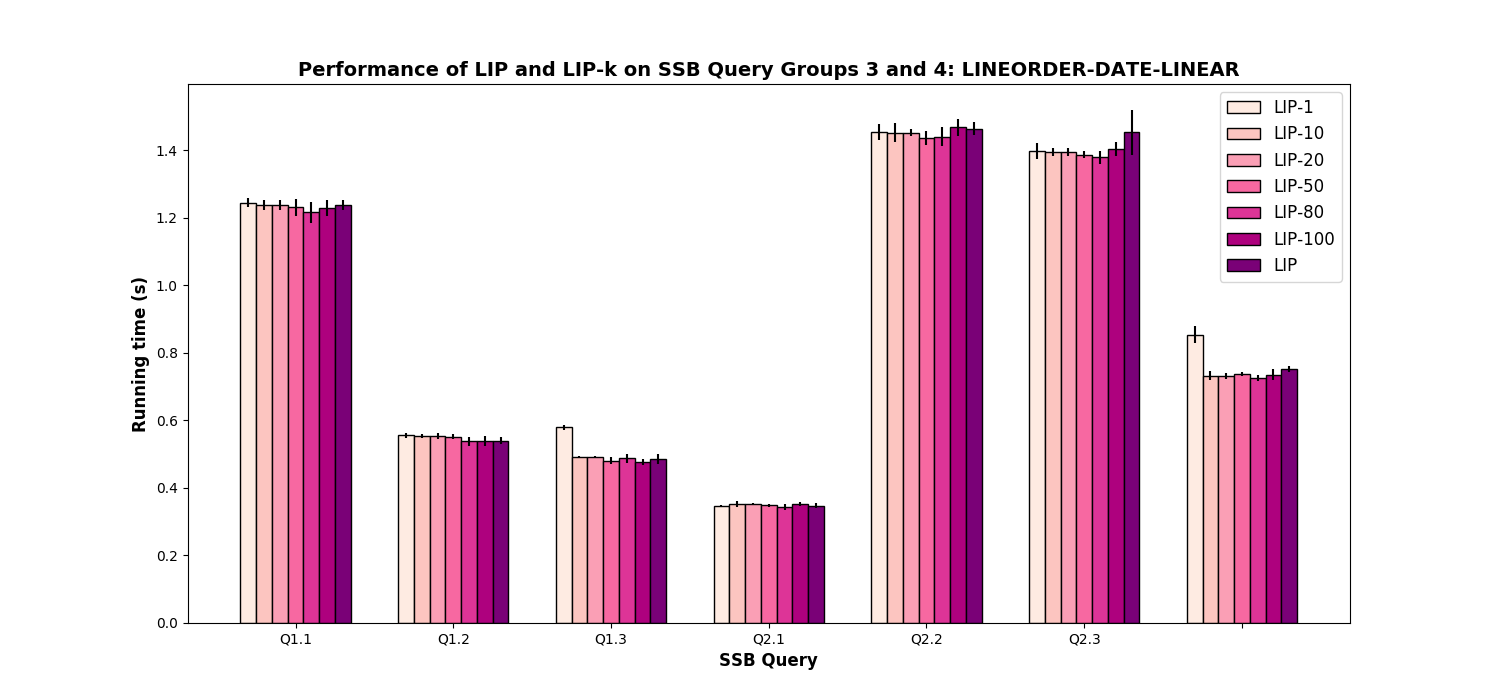 Performance of LIP and LIP-k on SSB Query Groups 3 and 4: LINEORDER-DATE-LINEAR
LIP-1
LIP-10
LIP-20
LIP-50
LIP-80
LIP-100
LIP
Running time (s)
1.4
1.2
1.0
0.8
0.6
0.4
0.2
0.0
Q1.1 Q1.2 Q1.3 Q2.1 Q2.2 Q2.3
SSB Query